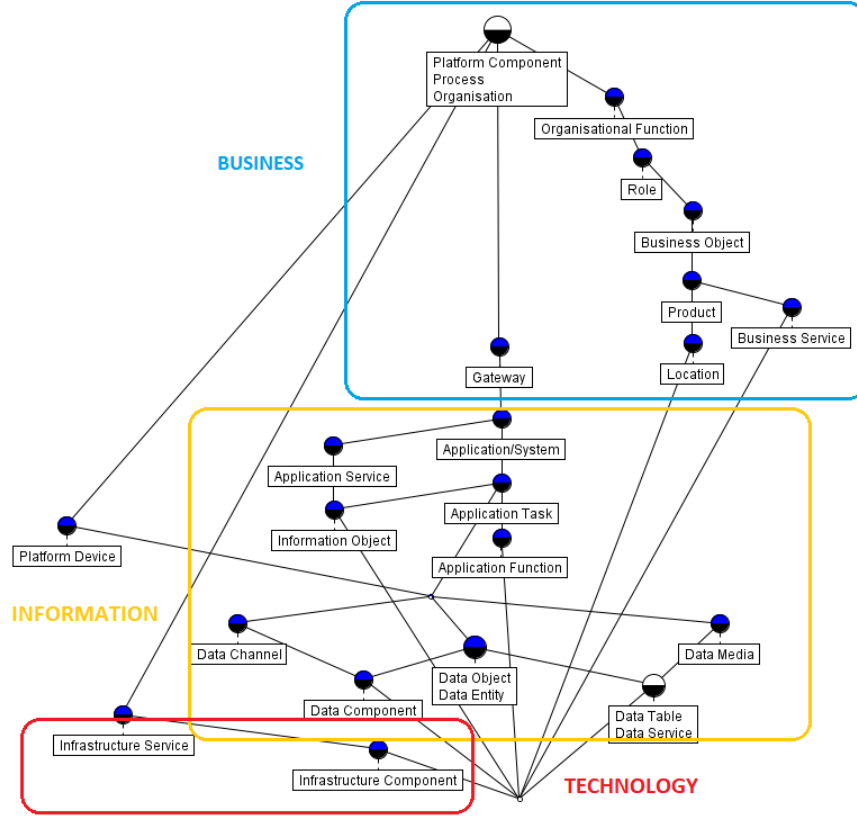 Platform Component
Process
Organisation
Organisational Function
BUSINESS
Role
Business Object
Product
Business Service
Gateway
Location
Application/System
Application Service
Application Task
Information Object
Platform Device
Application Function
INFORMATION
Data Channel
Data Media
Data Object
Data Entity
Data Component
Data Table
Data Service
Infrastructure Service
Infrastructure Component
TECHNOLOGY